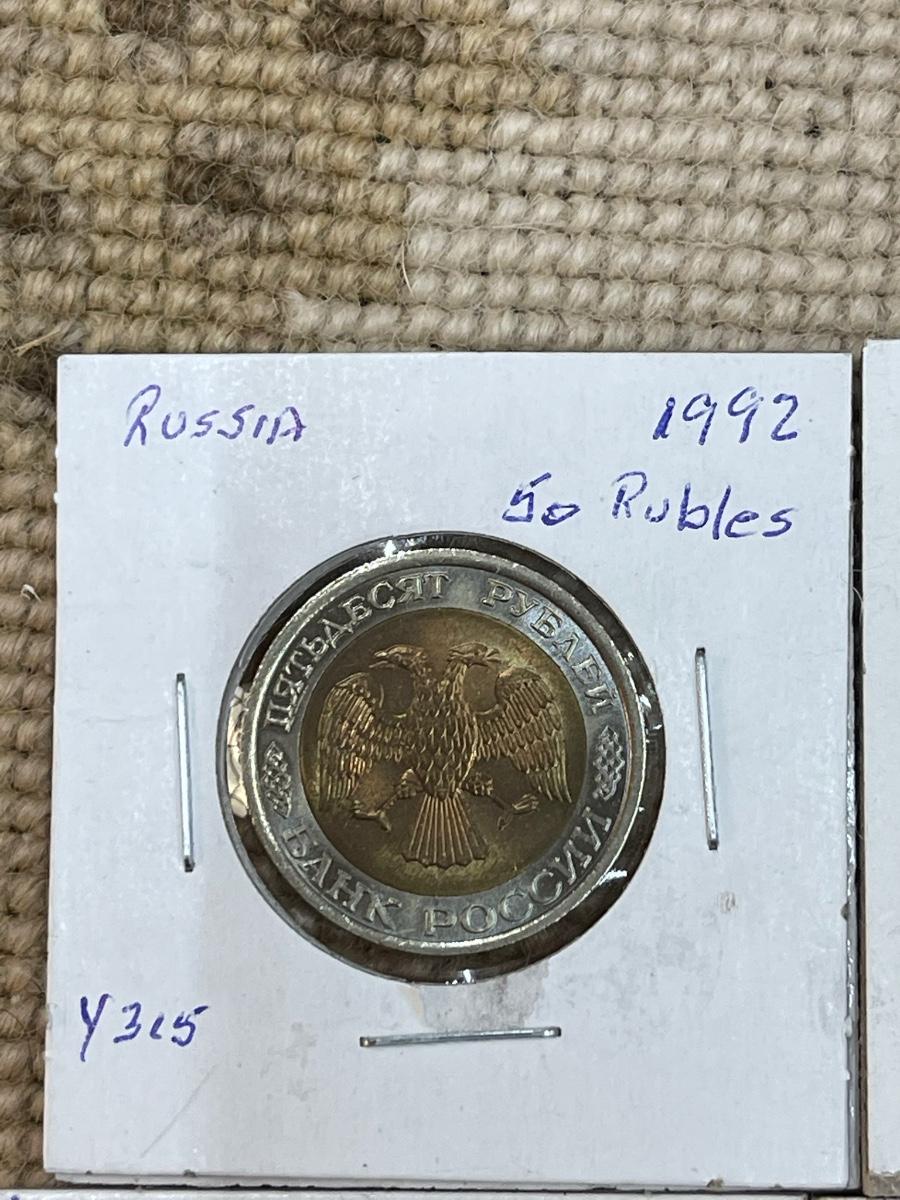 Russia
1992
50 Rubles
ПЯТЬДЕСЯТ РУБЛЕЙ
БАНК РОССИИ
Y315